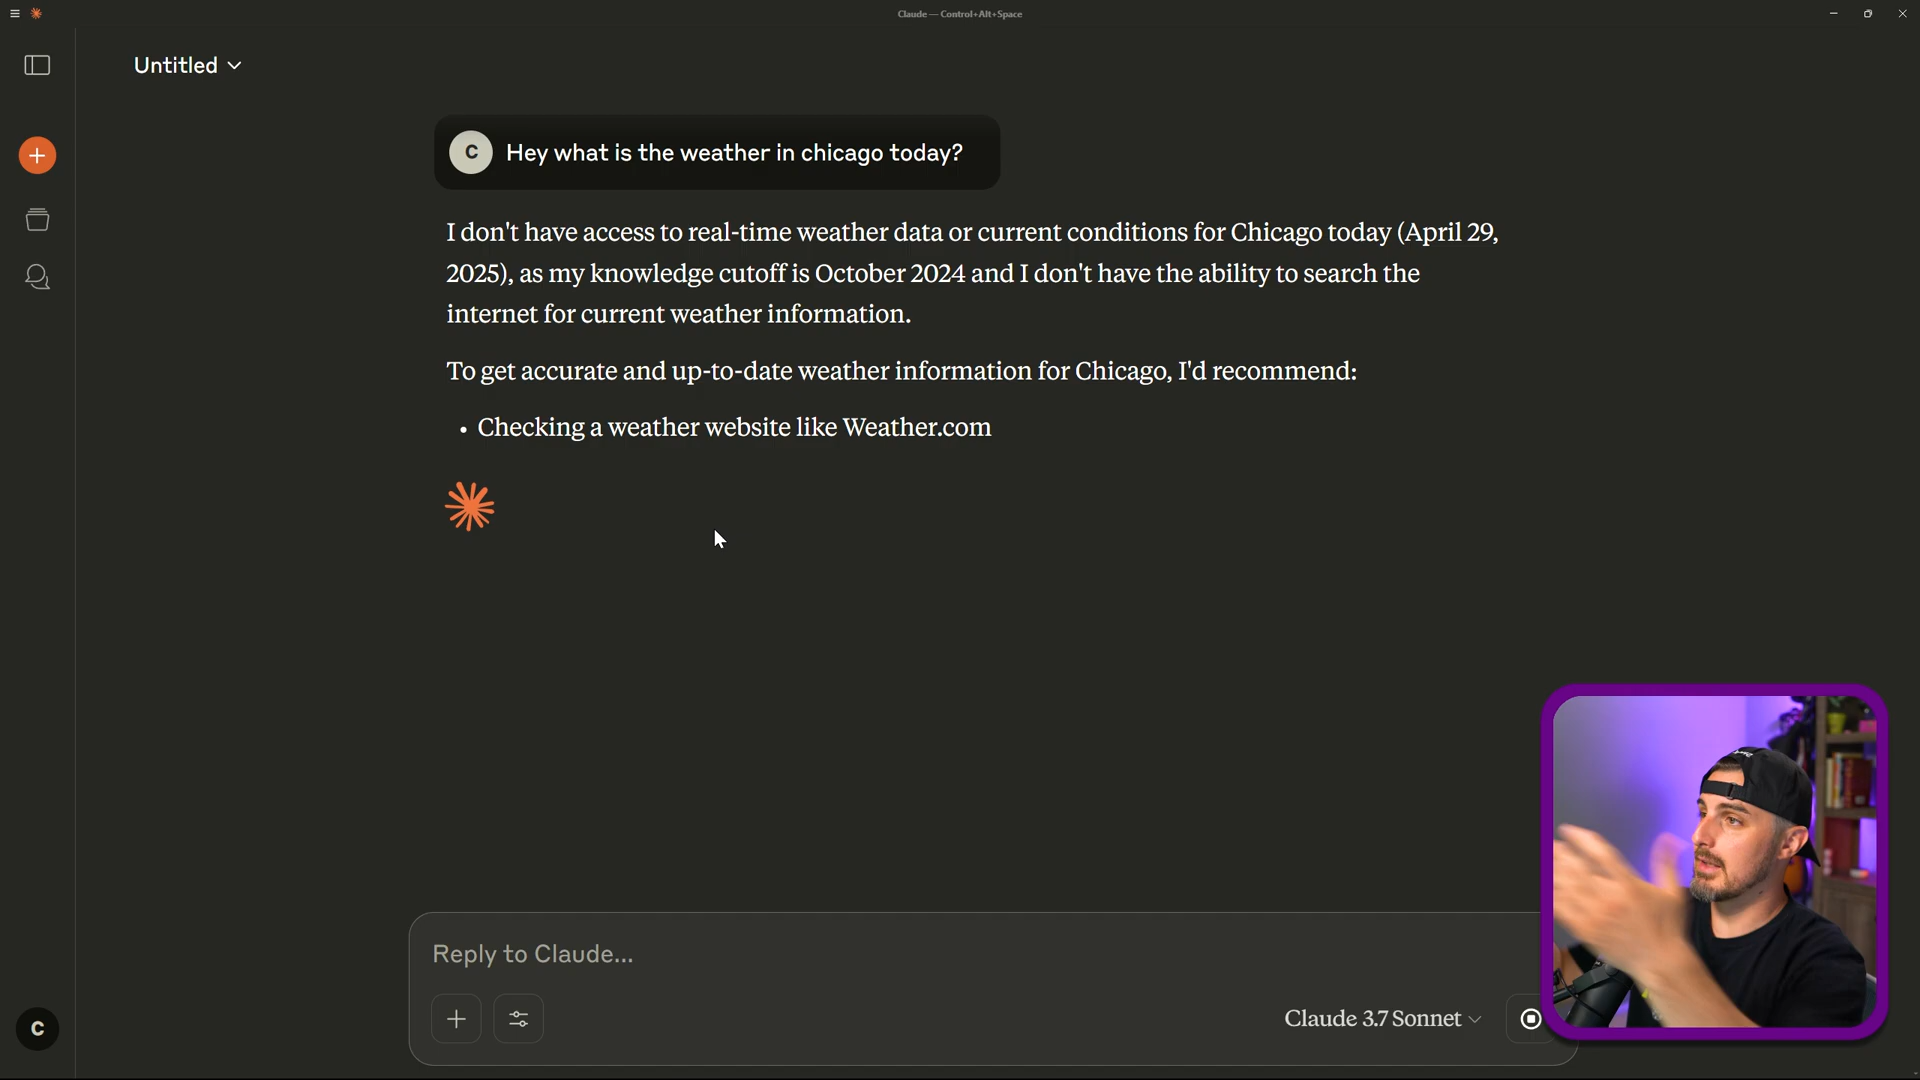 Claude — Control+Alt+Space
Untitled
C Hey what is the weather in chicago today?
I don't have access to real-time weather data or current conditions for Chicago today (April 29,
2025), as my knowledge cutoff is October 2024 and I don't have the ability to search the
internet for current weather information.
To get accurate and up-to-date weather information for Chicago, I'd recommend:
• Checking a weather website like Weather.com
Reply to Claude...
Claude 3.7 Sonnet
C